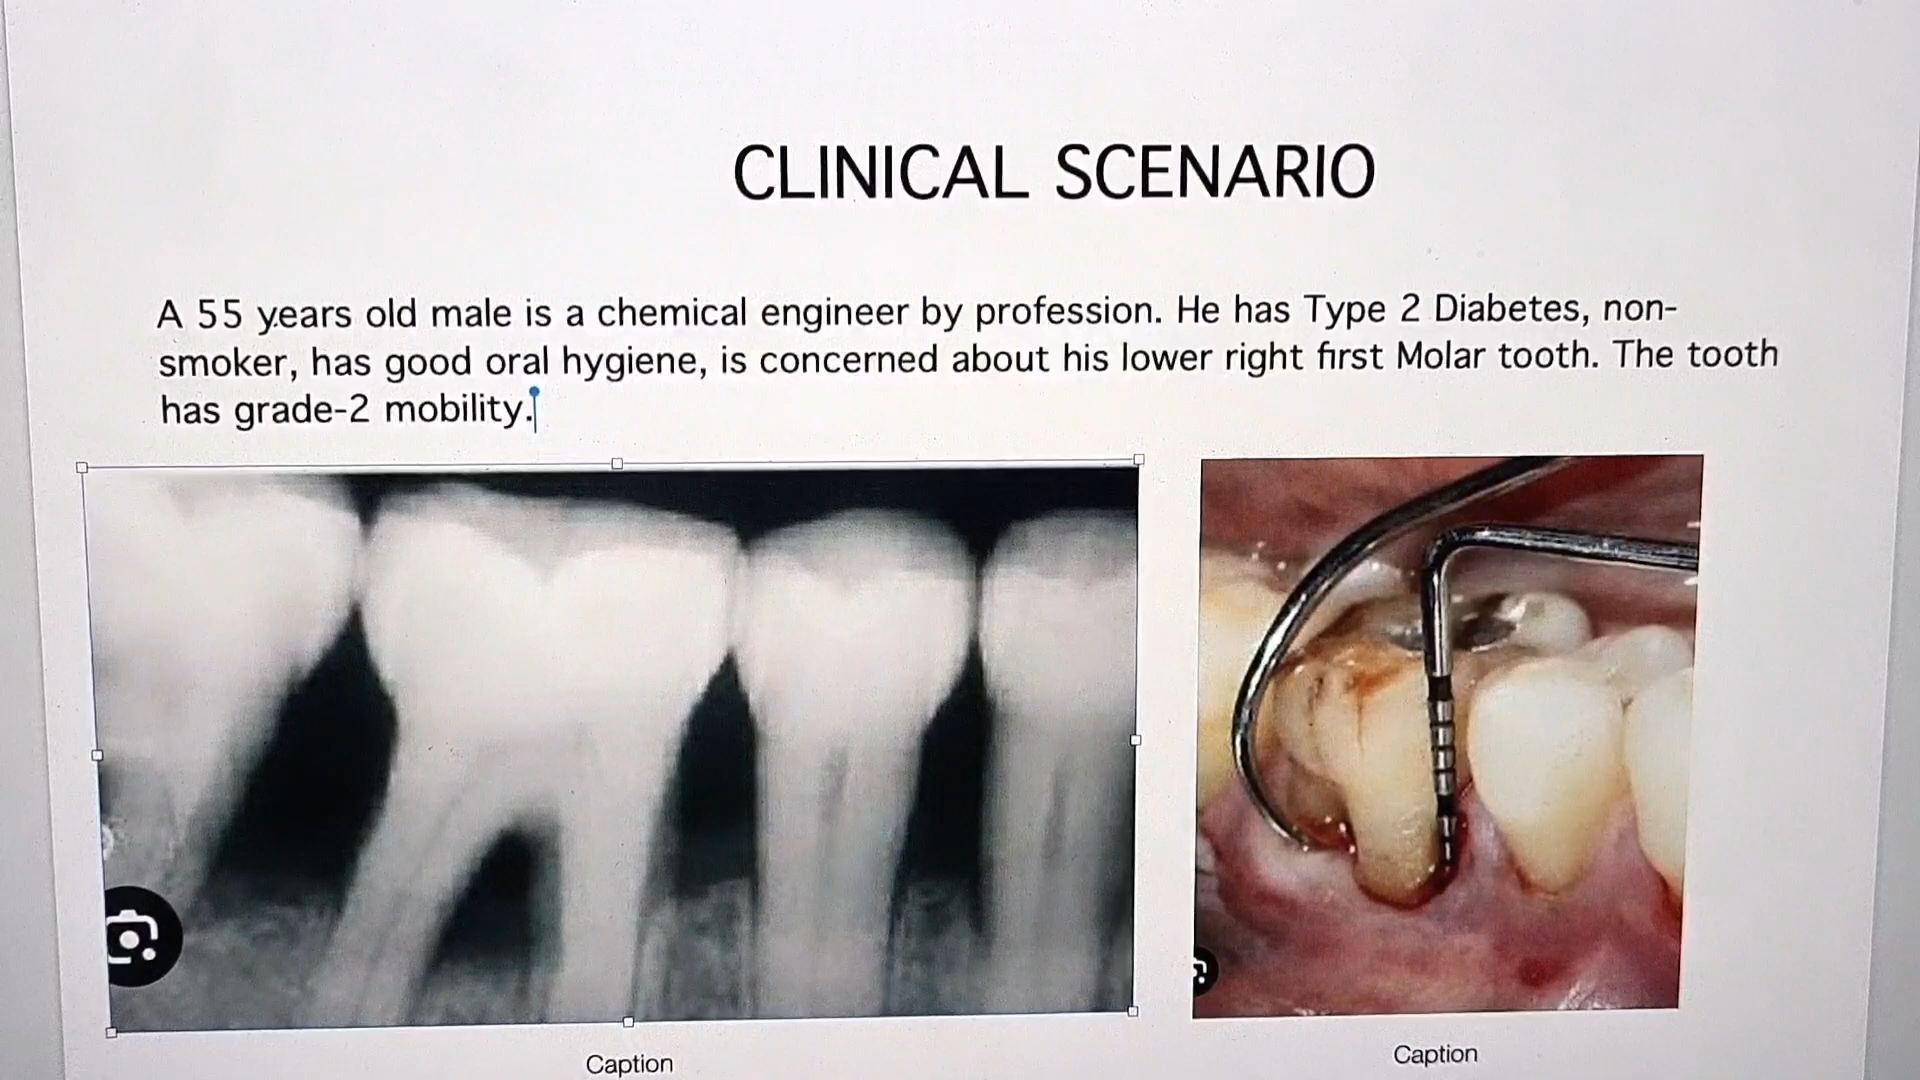 CLINICAL SCENARIO
A 55 years old male is a chemical engineer by profession. He has Type 2 Diabetes, non-
smoker, has good oral hygiene, is concerned about his lower right first Molar tooth. The tooth
has grade-2 mobility.
Caption
Caption